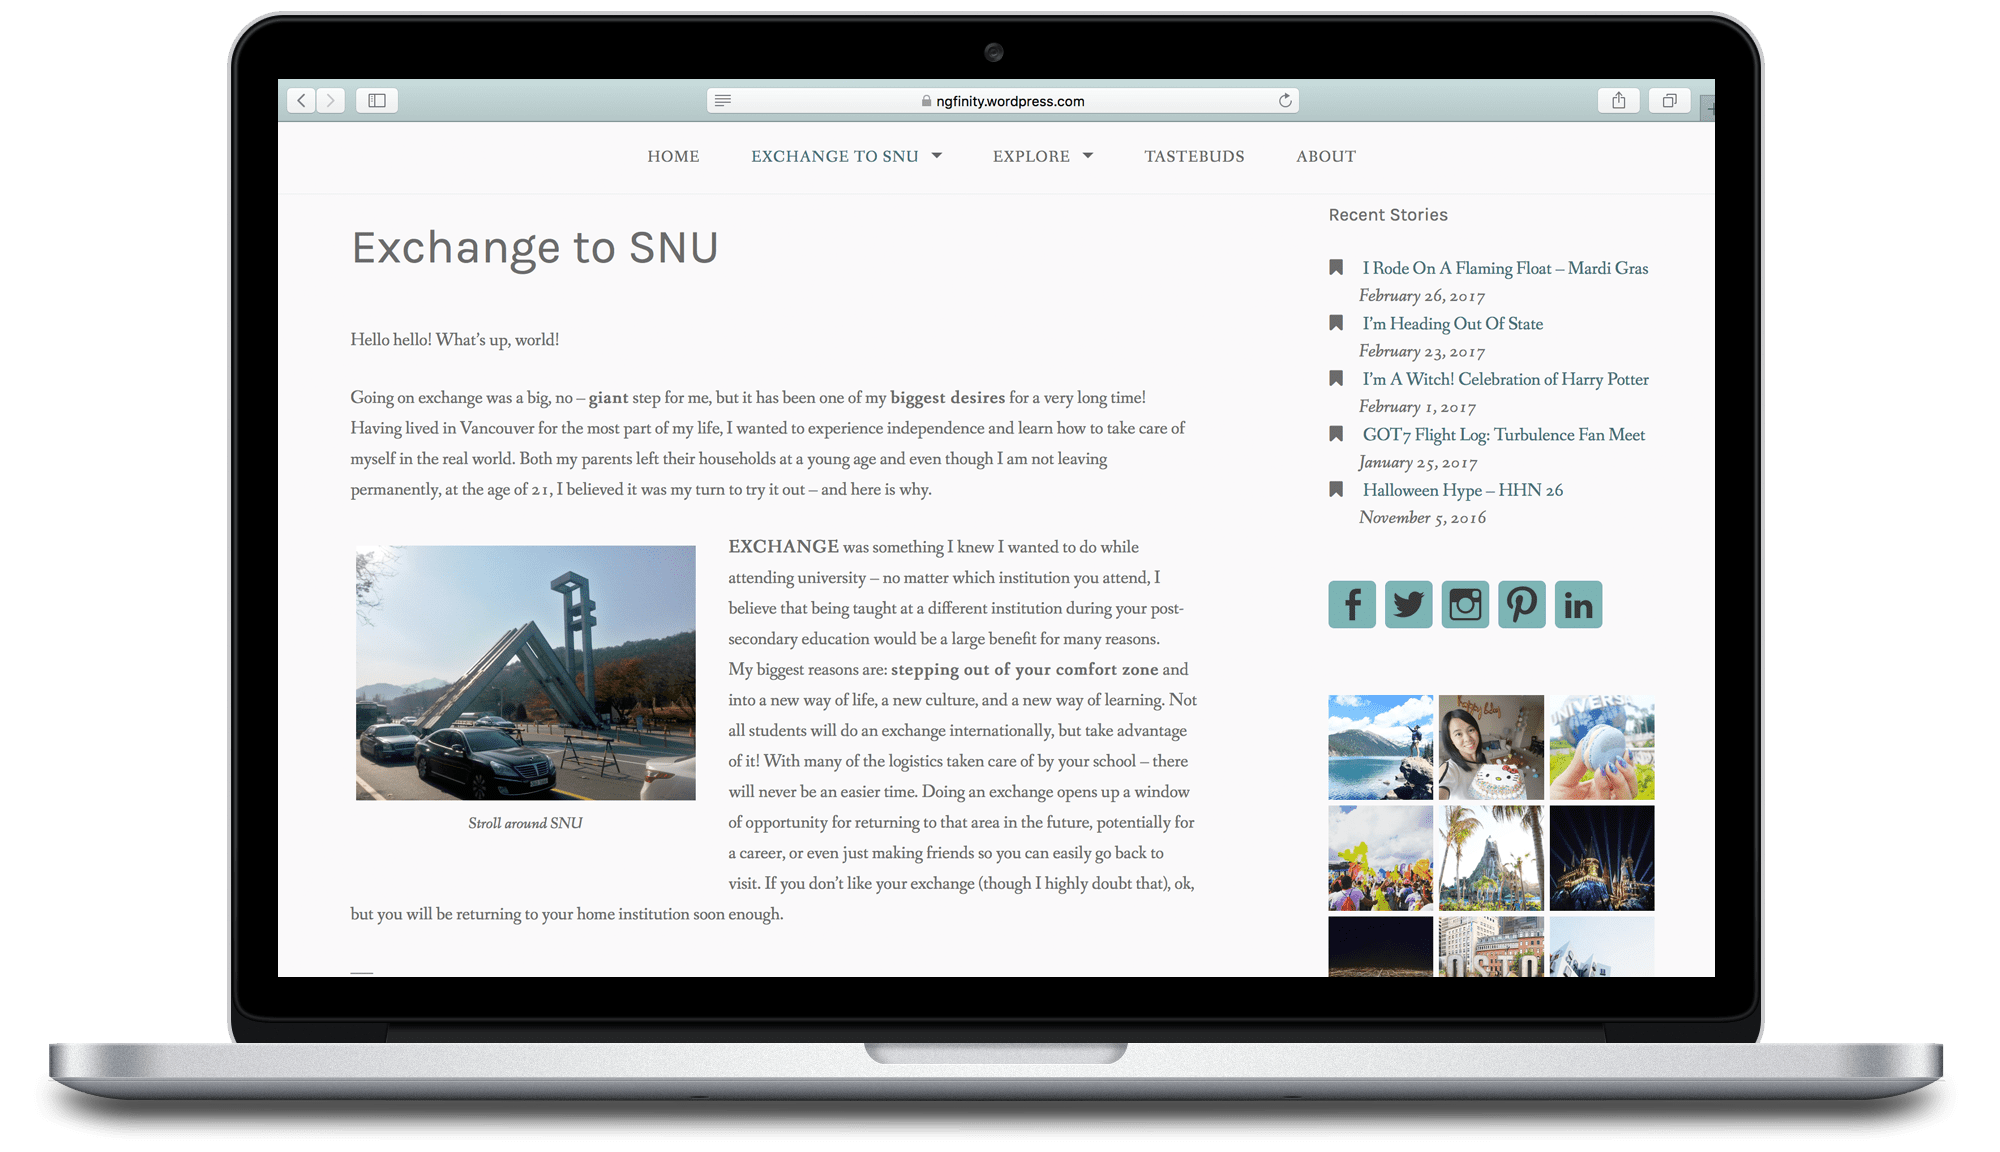 ngfinity.wordpress.com
HOME EXCHANGE TO SNU EXPLORE TASTEBUDS ABOUT
Exchange to SNU
Hello hello! What's up, world!
Going on exchange was a big, no – giant step for me, but it has been one of my biggest desires for a very long time!
Having lived in Vancouver for the most part of my life, I wanted to experience independence and learn how to take care of
myself in the real world. Both my parents left their households at a young age and even though I am not leaving
permanently, at the age of 21, I believed it was my turn to try it out – and here is why.
EXCHANGE was something I knew I wanted to do while
attending university – no matter which institution you attend, I
believe that being taught at a different institution during your post-
secondary education would be a large benefit for many reasons.
My biggest reasons are: stepping out of your comfort zone and
into a new way of life, a new culture, and a new way of learning. Not
all students will do an exchange internationally, but take advantage
of it! With many of the logistics taken care of by your school – there
will never be an easier time. Doing an exchange opens up a window
of opportunity for returning to that area in the future, potentially for
a career, or even just making friends so you can easily go back to
visit. If you don't like your exchange (though I highly doubt that), ok,
but you will be returning to your home institution soon enough.
Stroll around SNU
Recent Stories
I Rode On A Flaming Float – Mardi Gras
February 26, 2017
I'm Heading Out Of State
February 23, 2017
I'm A Witch! Celebration of Harry Potter
February 1, 2017
GOT7 Flight Log: Turbulence Fan Meet
January 25, 2017
Halloween Hype – HHN 26
November 5, 2016